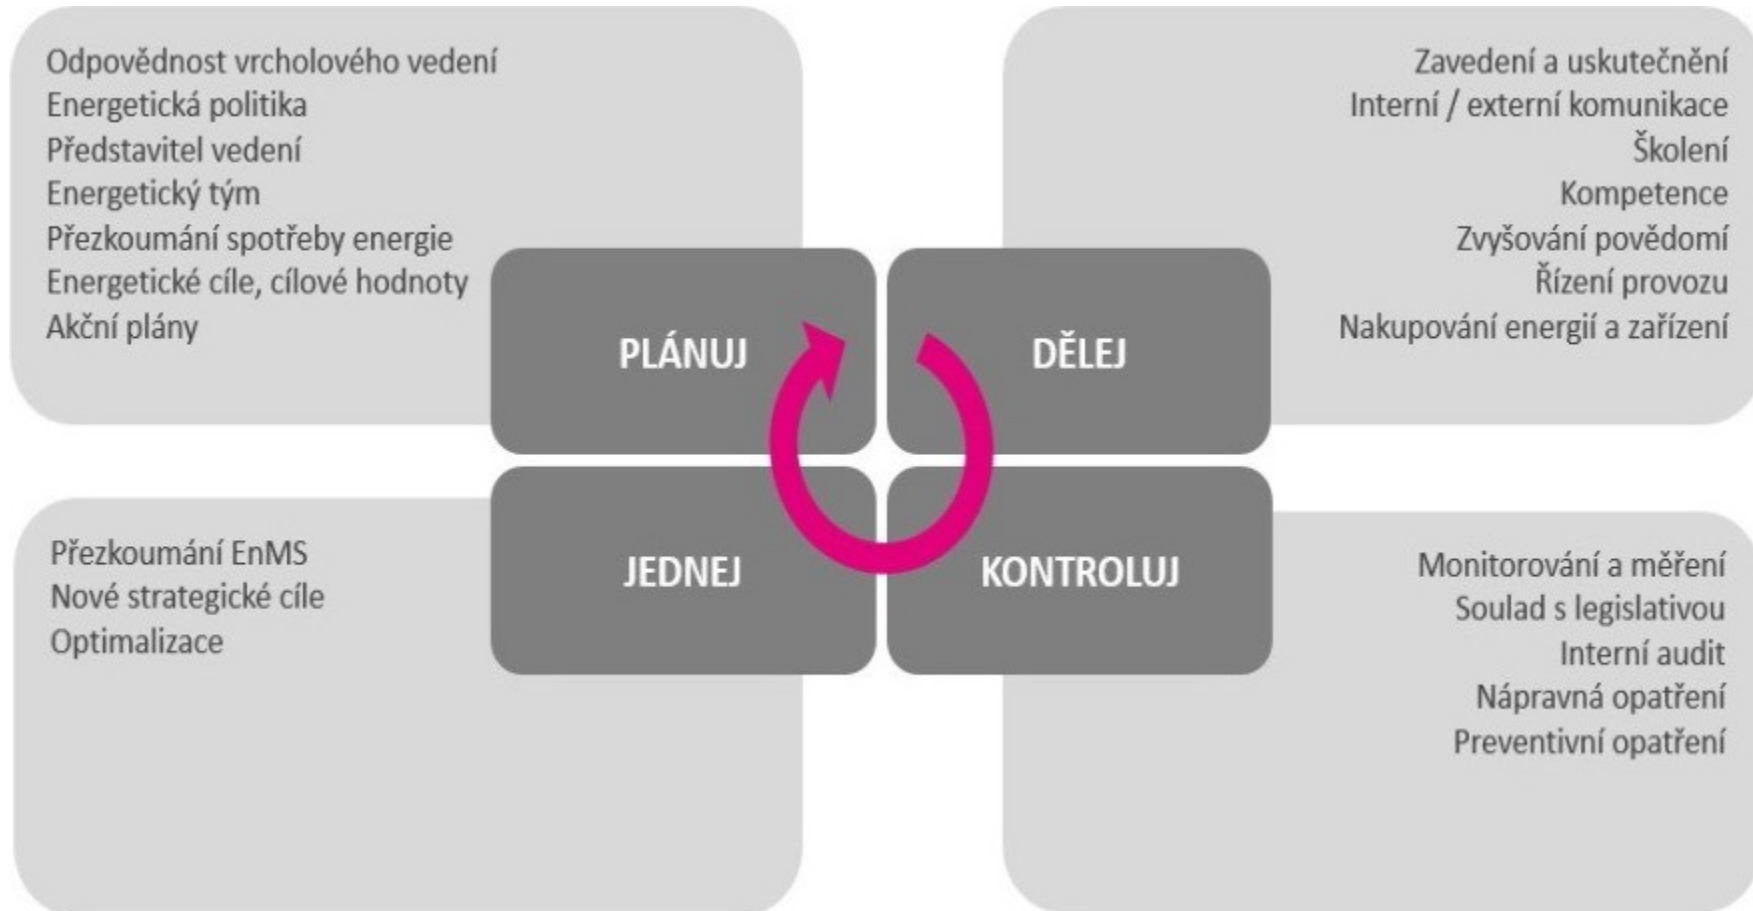 Odpovědnost vrcholového vedení
Energetická politika
Představitel vedení
Energetický tým
Přezkoumání spotřeby energie
Energetické cíle, cílové hodnoty
Akční plány
PLÁNUJ
Zavedení a uskutečnění
Interní / externí komunikace
Školení
Kompetence
Zvyšování povědomí
Řízení provozu
Nakupování energií a zařízení
DĚLEJ
Přezkoumání EnMS
Nové strategické cíle
Optimalizace
JEDNEJ
KONTROLUJ
Monitorování a měření
Soulad s legislativou
Interní audit
Nápravná opatření
Preventivní opatření